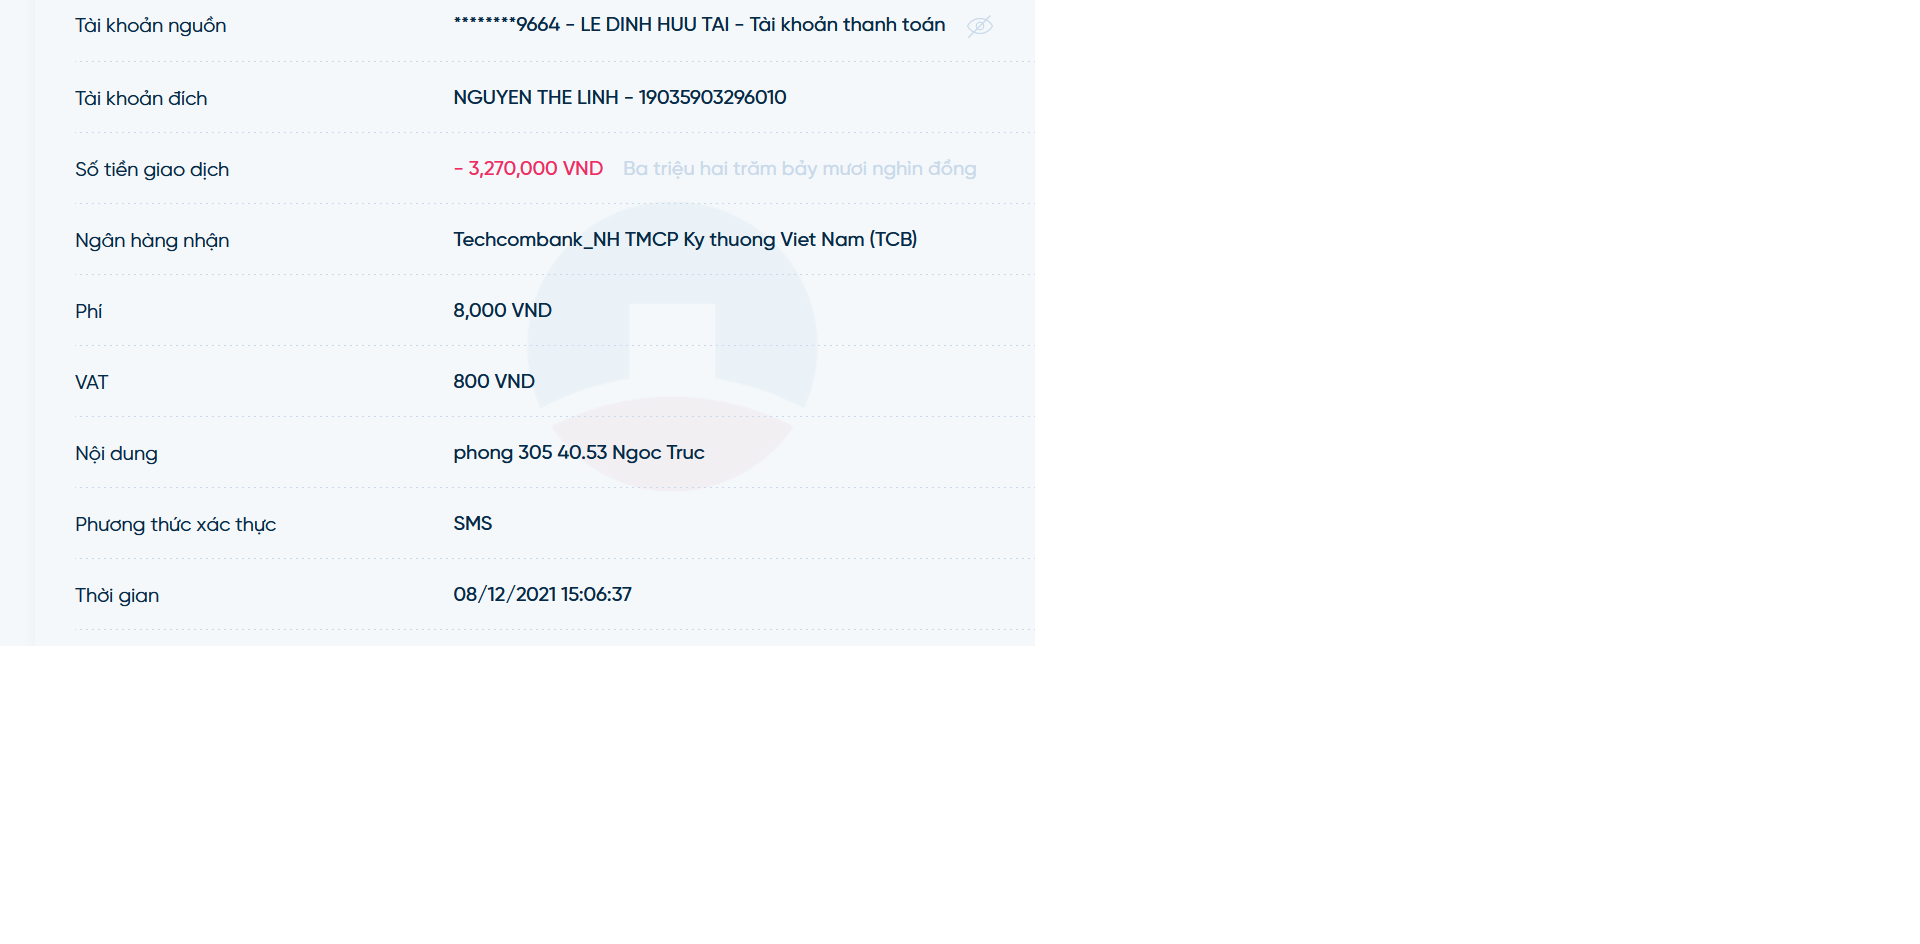 Tài khoản nguồn ********9664 - LE DINH HUU TAI - Tài khoản thanh toán
Tài khoản đích NGUYEN THE LINH - 19035903296010
Số tiền giao dịch - 3,270,000 VND Ba triệu hai trăm bảy mươi nghìn đồng
Ngân hàng nhận Techcombank_NH TMCP Ky thuong Viet Nam (TCB)
Phí 8,000 VND
VAT 800 VND
Nội dung phong 305 40.53 Ngoc Truc
Phương thức xác thực SMS
Thời gian 08/12/2021 15:06:37